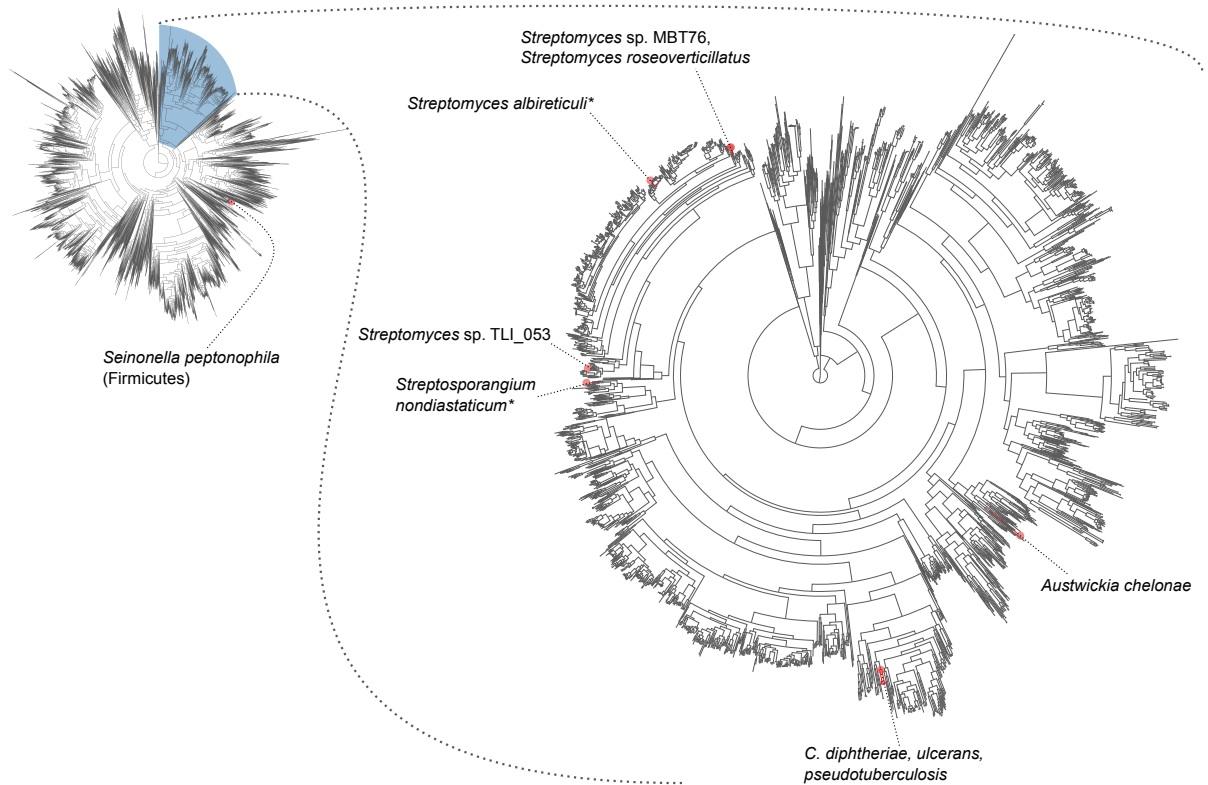 Streptomyces sp. MBT76,
Streptomyces roseoverticillatus
Streptomyces albireticuli*
Streptomyces sp. TLI_053
Streptosporangium
nondiastaticum*
Seinonella peptonophila
(Firmicutes)
Austwickia chelonae
C. diphtheriae, ulcerans,
pseudotuberculosis